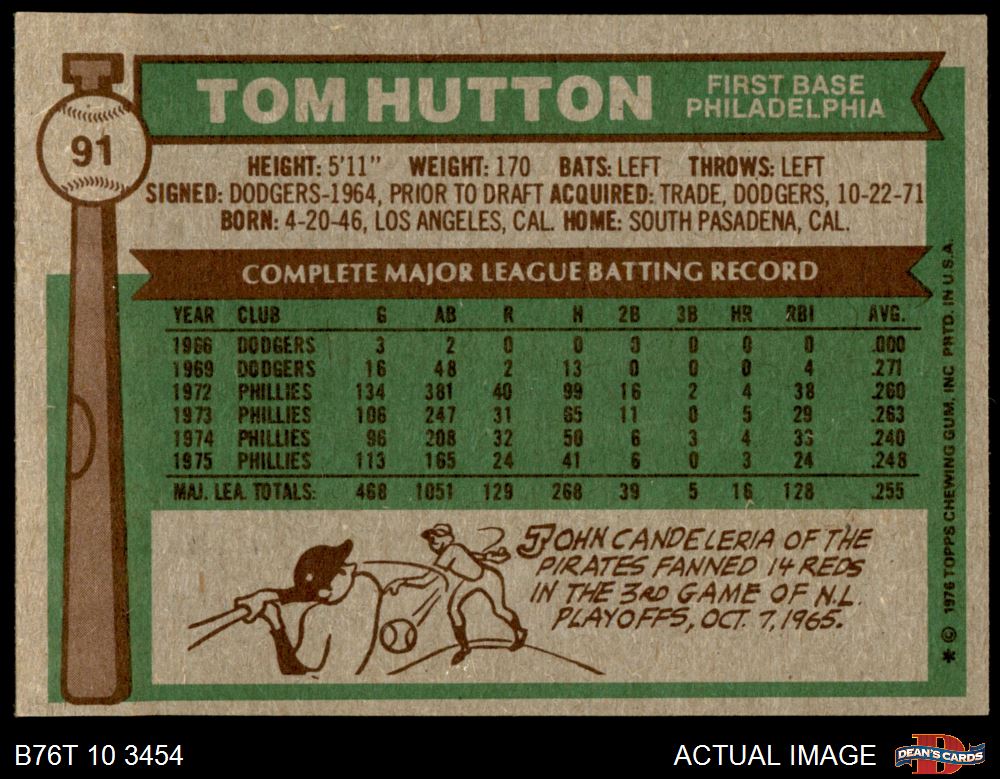 TOM HUTTON
FIRST BASE
PHILADELPHIA
91
HEIGHT: 5'11" WEIGHT: 170 BATS: LEFT THROWS: LEFT
SIGNED: DODGERS-1964, PRIOR TO DRAFT ACQUIRED: TRADE, DODGERS, 10-22-71
BORN: 4-20-46, LOS ANGELES, CAL. HOME: SOUTH PASADENA, CAL.
COMPLETE MAJOR LEAGUE BATTING RECORD
YEAR CLUB G AB R H 2B 3B HR RBI AVG.
1966 DODGERS 3 2 0 0 0 0 0 0 .000
1969 DODGERS 16 48 2 13 0 0 0 4 .271
1972 PHILLIES 134 381 40 99 16 2 4 38 .260
1973 PHILLIES 106 247 31 65 11 0 5 29 .263
1974 PHILLIES 96 208 32 50 6 3 4 33 .240
1975 PHILLIES 113 165 24 41 6 0 3 24 .248
MAJ. LEA. TOTALS: 468 1051 129 268 39 5 16 128 .255
JOHN CANDELERIA OF THE
PIRATES FANNED 14 REDS
IN THE 3RD GAME OF N.L.
PLAYOFFS, OCT. 7, 1965.
* © 1976 TOPPS CHEWING GUM, INC PRTD. IN U.S.A.
B76T 10 3454
ACTUAL IMAGE
D
DEAN'S CARDS